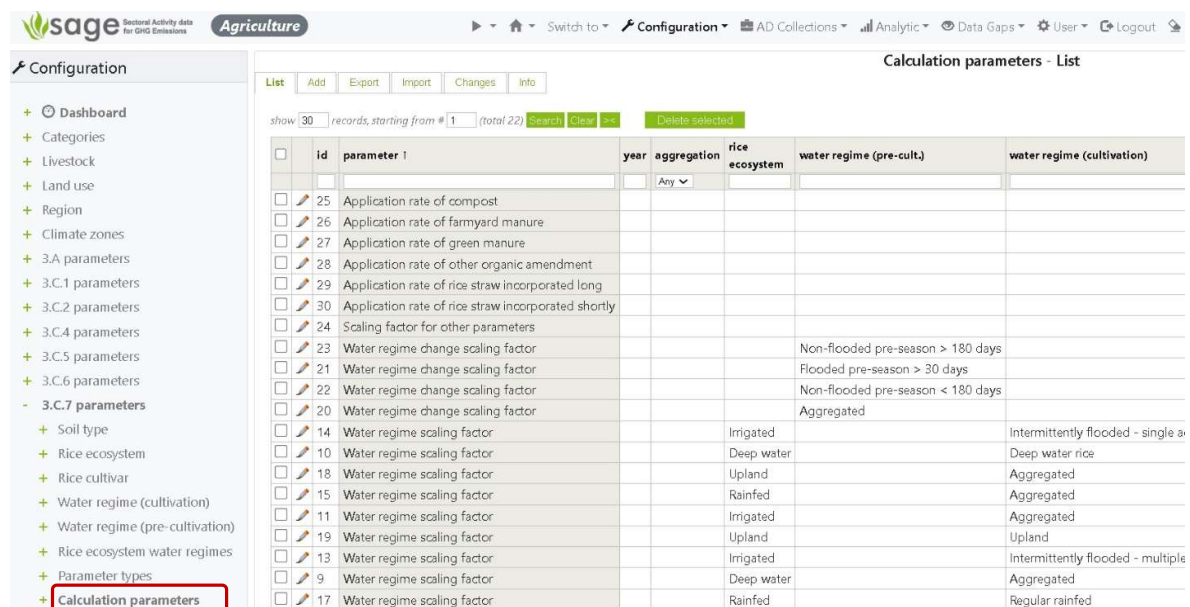 sage Sectoral Activity data for GHG Emissions Agriculture Switch to Configuration AD Collections Analytic Data Gaps User Logout
Configuration
Calculation parameters - List
List Add Export Import Changes Info
+ Dashboard
+ Categories
+ Livestock
+ Land use
+ Region
+ Climate zones
+ 3.A parameters
+ 3.C.1 parameters
+ 3.C.2 parameters
+ 3.C.4 parameters
+ 3.C.5 parameters
+ 3.C.6 parameters
- 3.C.7 parameters
+ Soil type
+ Rice ecosystem
+ Rice cultivar
+ Water regime (cultivation)
+ Water regime (pre-cultivation)
+ Rice ecosystem water regimes
+ Parameter types
+ Calculation parameters
show 30 records, starting from # 1 (total 22) Search Clear >< Delete selected
id parameter ↑ year aggregation rice ecosystem water regime (pre-cult.) water regime (cultivation)
Any
25 Application rate of compost
26 Application rate of farmyard manure
27 Application rate of green manure
28 Application rate of other organic amendment
29 Application rate of rice straw incorporated long
30 Application rate of rice straw incorporated shortly
24 Scaling factor for other parameters
23 Water regime change scaling factor Non-flooded pre-season > 180 days
21 Water regime change scaling factor Flooded pre-season > 30 days
22 Water regime change scaling factor Non-flooded pre-season < 180 days
20 Water regime change scaling factor Aggregated
14 Water regime scaling factor Irrigated Intermittently flooded - single
10 Water regime scaling factor Deep water Deep water rice
18 Water regime scaling factor Upland Aggregated
15 Water regime scaling factor Rainfed Aggregated
11 Water regime scaling factor Irrigated Aggregated
19 Water regime scaling factor Upland Upland
13 Water regime scaling factor Irrigated Intermittently flooded - multiple
9 Water regime scaling factor Deep water Aggregated
17 Water regime scaling factor Rainfed Regular rainfed